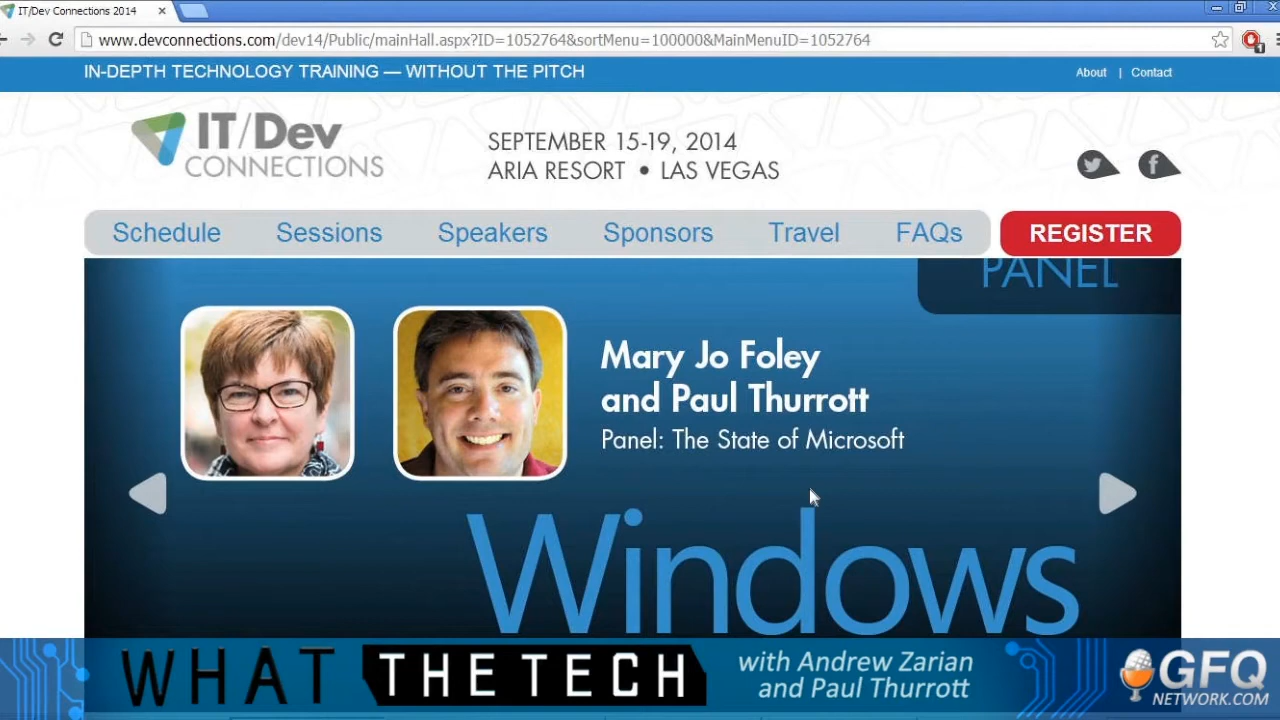 IT/Dev Connections 2014
www.devconnections.com/dev14/Public/mainHall.aspx?ID=1052764&sortMenu=100000&MainMenuID=1052764
IN-DEPTH TECHNOLOGY TRAINING — WITHOUT THE PITCH
About | Contact
IT/Dev
CONNECTIONS
SEPTEMBER 15-19, 2014
ARIA RESORT • LAS VEGAS
Schedule Sessions Speakers Sponsors Travel FAQs REGISTER
PANEL
Mary Jo Foley
and Paul Thurrott
Panel: The State of Microsoft
Windows
WHAT THE TECH
with Andrew Zarian
and Paul Thurrott
GFQ
NETWORK.COM